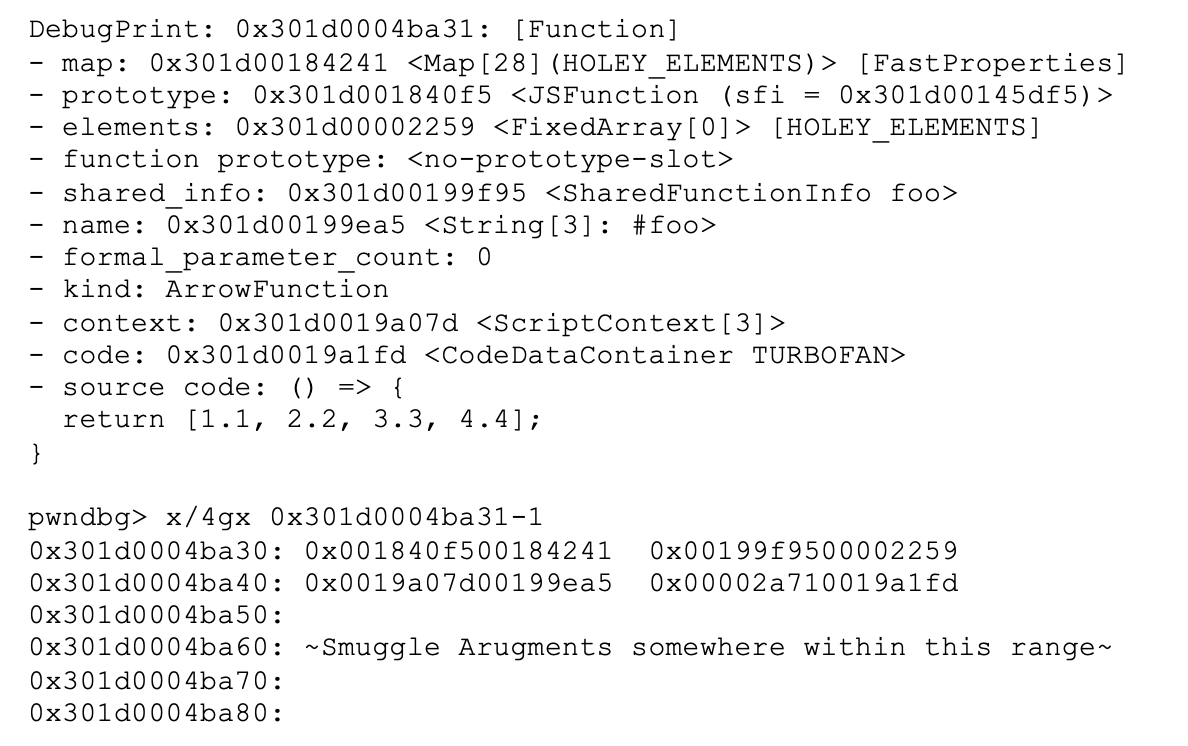 DebugPrint: 0x301d0004ba31: [Function]
- map: 0x301d00184241 <Map[28](HOLEY_ELEMENTS)> [FastProperties]
- prototype: 0x301d001840f5 <JSFunction (sfi = 0x301d00145df5)>
- elements: 0x301d00002259 <FixedArray[0]> [HOLEY_ELEMENTS]
- function prototype: <no-prototype-slot>
- shared_info: 0x301d00199f95 <SharedFunctionInfo foo>
- name: 0x301d00199ea5 <String[3]: #foo>
- formal_parameter_count: 0
- kind: ArrowFunction
- context: 0x301d0019a07d <ScriptContext[3]>
- code: 0x301d0019a1fd <CodeDataContainer TURBOFAN>
- source code: () => {
  return [1.1, 2.2, 3.3, 4.4];
}
pwndbg> x/4gx 0x301d0004ba31-1
0x301d0004ba30: 0x001840f500184241 0x00199f9500002259
0x301d0004ba40: 0x0019a07d00199ea5 0x00002a710019a1fd
0x301d0004ba50:
0x301d0004ba60: ~Smuggle Arugments somewhere within this range~
0x301d0004ba70:
0x301d0004ba80: